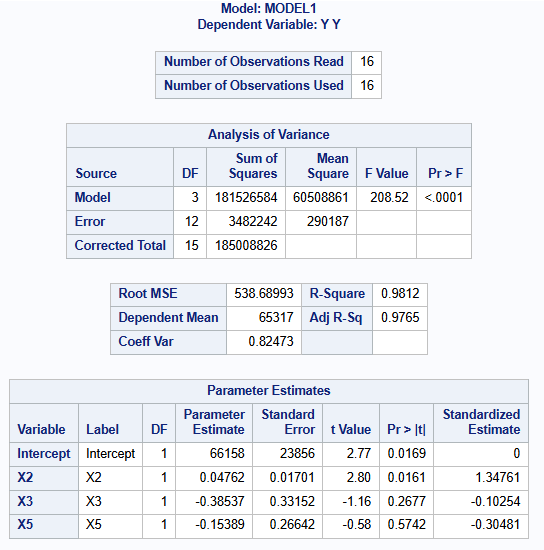 Model: MODEL1
Dependent Variable: Y Y
Number of Observations Read 16
Number of Observations Used 16
Analysis of Variance
Source DF Sum of Squares Mean Square F Value Pr > F
Model 3 181526584 60508861 208.52 <.0001
Error 12 3482242 290187
Corrected Total 15 185008826
Root MSE 538.68993 R-Square 0.9812
Dependent Mean 65317 Adj R-Sq 0.9765
Coeff Var 0.82473
Parameter Estimates
Variable Label DF Parameter Estimate Standard Error t Value Pr > |t| Standardized Estimate
Intercept Intercept 1 66158 23856 2.77 0.0169 0
X2 X2 1 0.04762 0.01701 2.80 0.0161 1.34761
X3 X3 1 -0.38537 0.33152 -1.16 0.2677 -0.10254
X5 X5 1 -0.15389 0.26642 -0.58 0.5742 -0.30481